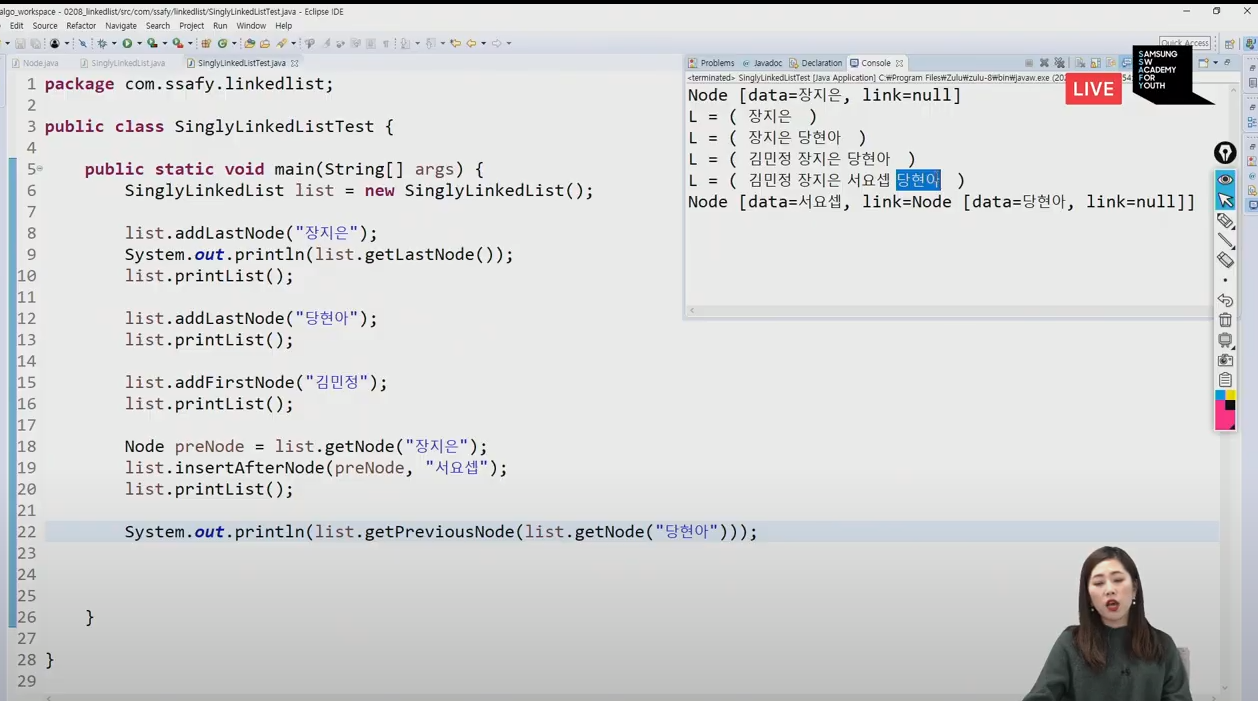 algo_workspace - 0208_linkedlist/src/com/ssafy/linkedlist/SinglyLinkedListTest.java - Eclipse IDE
Edit Source Refactor Navigate Search Project Run Window Help
Quick Access
Node.java SinglyLinkedList.java SinglyLinkedListTest.java
1 package com.ssafy.linkedlist;
2
3 public class SinglyLinkedListTest {
4
5 public static void main(String[] args) {
6 SinglyLinkedList list = new SinglyLinkedList();
7
8 list.addLastNode("장지은");
9 System.out.println(list.getLastNode());
10 list.printList();
11
12 list.addLastNode("당현아");
13 list.printList();
14
15 list.addFirstNode("김민정");
16 list.printList();
17
18 Node preNode = list.getNode("장지은");
19 list.insertAfterNode(preNode, "서요셉");
20 list.printList();
21
22 System.out.println(list.getPreviousNode(list.getNode("당현아")));
23
24
25
26 }
27
28 }
29
Problems Javadoc Declaration Console
<terminated> SinglyLinkedListTest [Java Application] C:₩Program Files₩Zulu₩zulu-8₩bin₩javaw.exe
Node [data=장지은, link=null]
L = ( 장지은 )
L = ( 장지은 당현아 )
L = ( 김민정 장지은 당현아 )
L = ( 김민정 장지은 서요셉 당현아 )
Node [data=서요셉, link=Node [data=당현아, link=null]]
LIVE
SAMSUNG
SW
ACADEMY
FOR
YOUTH